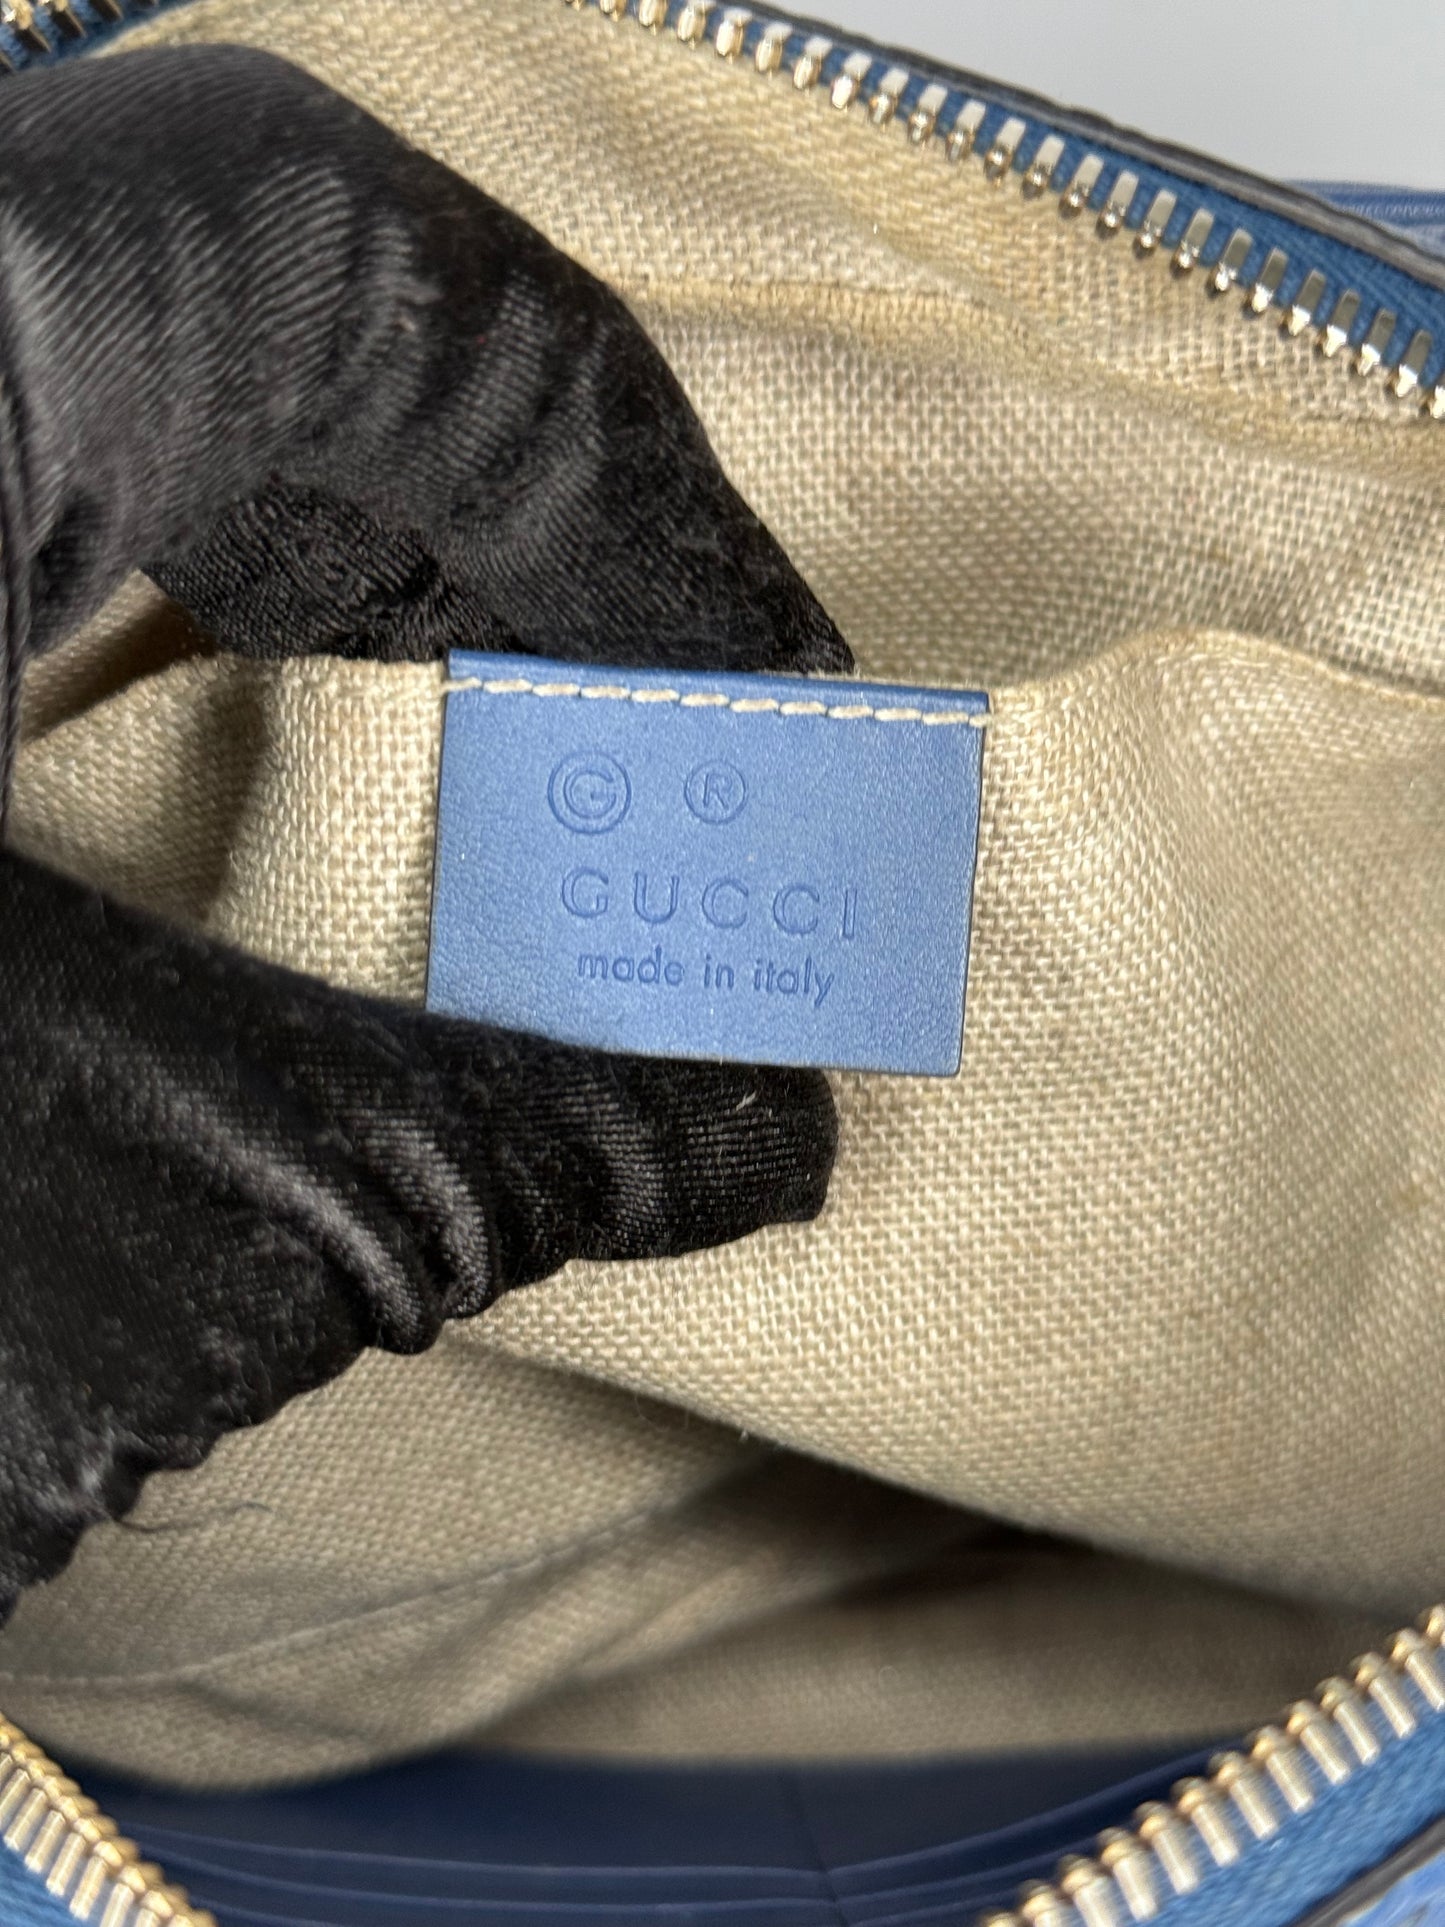 Ⓖ ®
GUCCI
made in italy